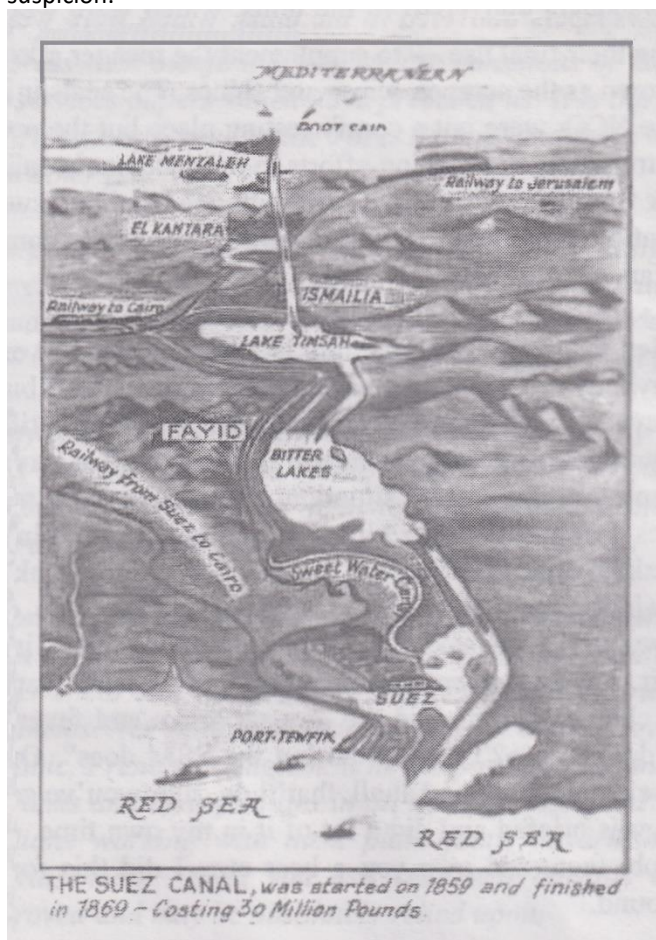 suspicion.
MEDITERRANEAN
PORT SAID
LAKE MENZALEH
Railway to Jerusalem
EL KANTARA
ISMAILIA
Railway to Cairo
LAKE TIMSAH
FAYID
BITTER
LAKES
Railway from Suez to Cairo
Sweet Water Canal
SUEZ
PORT-TEWFIK
RED SEA
RED SEA
THE SUEZ CANAL, was started on 1859 and finished
in 1869 – Costing 30 Million Pounds.